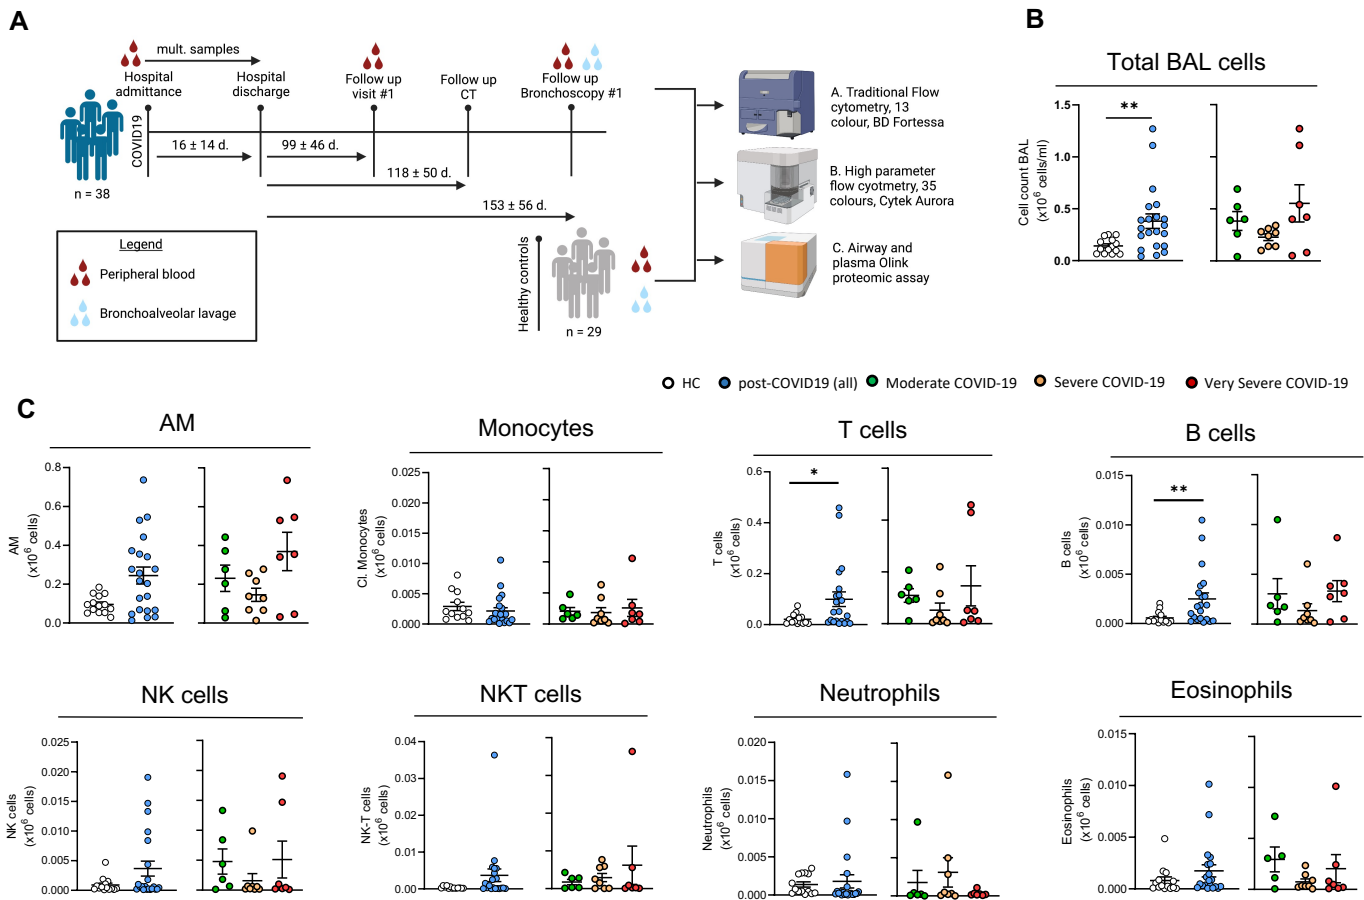 A
mult. samples
Hospital
admittance
Hospital
discharge
Follow up
visit #1
Follow up
CT
Follow up
Bronchoscopy #1
COVID19
16 ± 14 d.
99 ± 46 d.
118 ± 50 d.
153 ± 56 d.
n = 38
Legend
Peripheral blood
Bronchoalveolar lavage
Healthy controls
n = 29
A. Traditional Flow
cytometry, 13
colour, BD Fortessa
B. High parameter
flow cyotmetry, 35
colours, Cytek Aurora
C. Airway and
plasma Olink
proteomic assay
B
Total BAL cells
Cell count BAL
(x10⁶ cells/ml)
1.5
1.0
0.5
0.0
**
HC
post-COVID19 (all)
Moderate COVID-19
Severe COVID-19
Very Severe COVID-19
C
AM
AM
(x10⁶ cells)
0.8
0.6
0.4
0.2
0.0
Monocytes
Cl. Monocytes
(x10⁶ cells)
0.025
0.020
0.015
0.010
0.005
0.000
T cells
T cells
(x10⁶ cells)
0.6
0.4
0.2
0.0
*
B cells
B cells
(x10⁶ cells)
0.015
0.010
0.005
0.000
**
NK cells
NK cells
(x10⁶ cells)
0.025
0.020
0.015
0.010
0.005
0.000
NKT cells
NK-T cells
(x10⁶ cells)
0.04
0.03
0.02
0.01
0.00
Neutrophils
Neutrophils
(x10⁶ cells)
0.020
0.015
0.010
0.005
0.000
Eosinophils
Eosinophils
(x10⁶ cells)
0.015
0.010
0.005
0.000